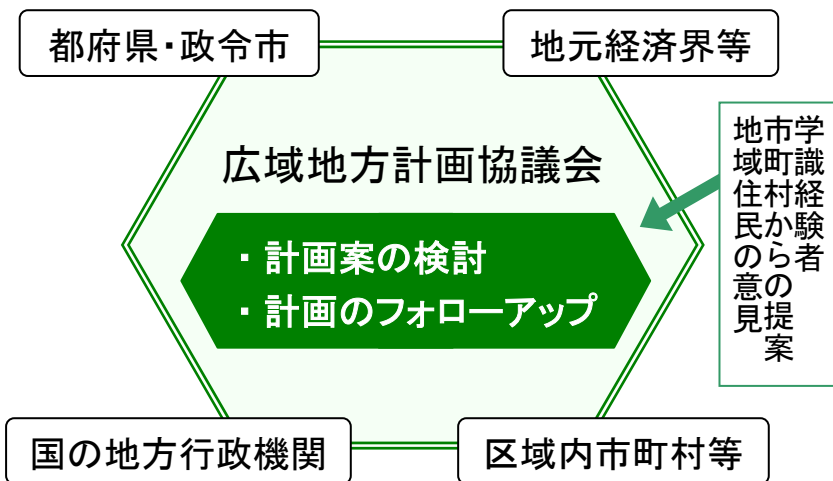 都府県・政令市
地元経済界等
広域地方計画協議会
・計画案の検討
・計画のフォローアップ
学識経験者
市町村からの提案
地域住民の意見
国の地方行政機関
区域内市町村等